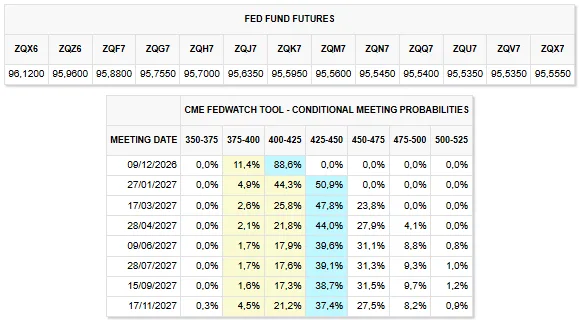 FED FUND FUTURES
ZQX6 ZQZ6 ZQF7 ZQG7 ZQH7 ZQJ7 ZQK7 ZQM7 ZQN7 ZQQ7 ZQU7 ZQV7 ZQX7
96,1200 95,9600 95,8800 95,7550 95,7000 95,6350 95,5950 95,5600 95,5450 95,5400 95,5350 95,5350 95,5550
CME FEDWATCH TOOL - CONDITIONAL MEETING PROBABILITIES
MEETING DATE 350-375 375-400 400-425 425-450 450-475 475-500 500-525
09/12/2026 0,0% 11,4% 88,6% 0,0% 0,0% 0,0% 0,0%
27/01/2027 0,0% 4,9% 44,3% 50,9% 0,0% 0,0% 0,0%
17/03/2027 0,0% 2,6% 25,8% 47,8% 23,8% 0,0% 0,0%
28/04/2027 0,0% 2,1% 21,8% 44,0% 27,9% 4,1% 0,0%
09/06/2027 0,0% 1,7% 17,9% 39,6% 31,1% 8,8% 0,8%
28/07/2027 0,0% 1,7% 17,6% 39,1% 31,3% 9,3% 1,0%
15/09/2027 0,0% 1,6% 17,3% 38,7% 31,5% 9,7% 1,2%
17/11/2027 0,3% 4,5% 21,2% 37,4% 27,5% 8,2% 0,9%